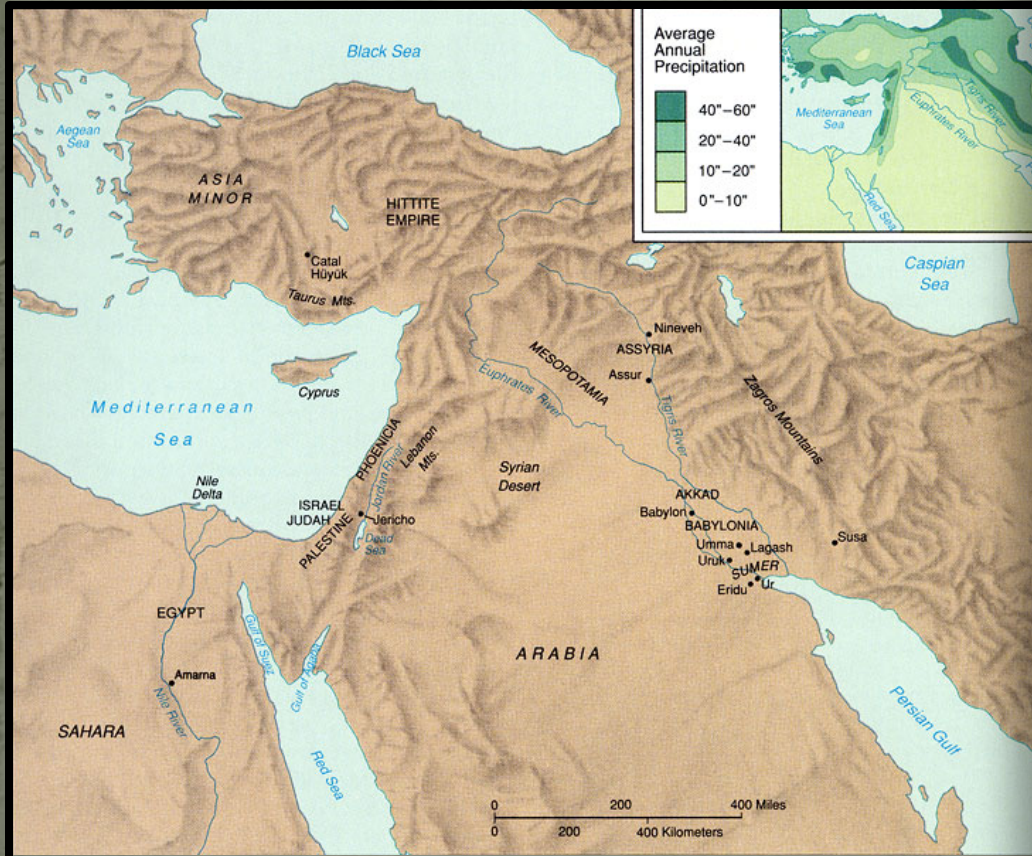 Black Sea
Average
Annual
Precipitation
40"–60"
20"–40"
10"–20"
0"–10"
Mediterranean
Sea
Tigris River
Euphrates River
Red Sea
Aegean
Sea
ASIA
MINOR
HITTITE
EMPIRE
Catal
Hüyük
Taurus Mts.
Caspian
Sea
Nineveh
ASSYRIA
MESOPOTAMIA
Assur
Euphrates River
Tigris River
Zagros Mountains
Cyprus
Mediterranean
Sea
PHOENICIA
Jordan River
Lebanon
Mts.
Syrian
Desert
Nile
Delta
ISRAEL
JUDAH
PALESTINE
Jericho
Dead
Sea
AKKAD
Babylon
BABYLONIA
Umma
Lagash
Uruk
SUMER
Ur
Eridu
Susa
EGYPT
Gulf of Suez
Gulf of Aqaba
Amarna
Nile River
SAHARA
ARABIA
Red Sea
Persian Gulf
0 200 400 Miles
0 200 400 Kilometers